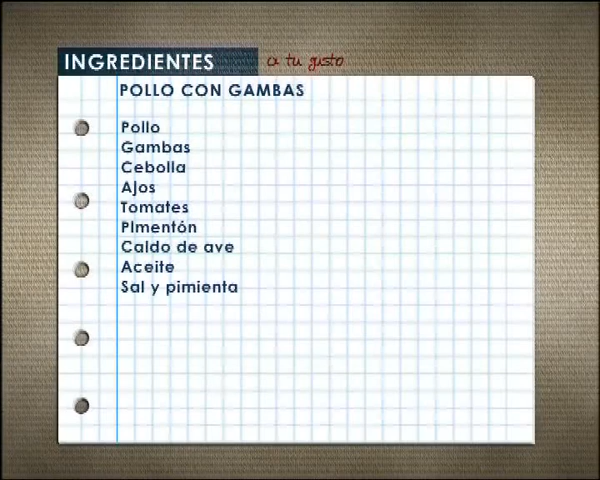 INGREDIENTES a tu gusto
POLLO CON GAMBAS
Pollo
Gambas
Cebolla
Ajos
Tomates
Pimentón
Caldo de ave
Aceite
Sal y pimienta